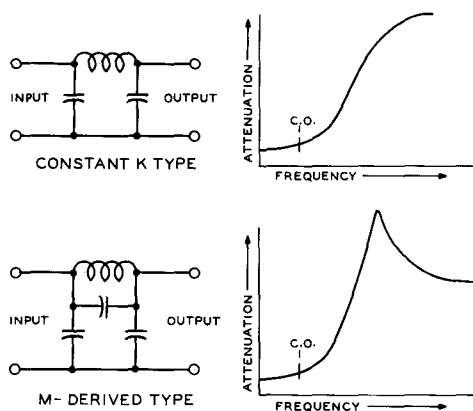 INPUT OUTPUT
CONSTANT K TYPE
ATTENUATION
C.O.
FREQUENCY
INPUT OUTPUT
M-DERIVED TYPE
ATTENUATION
C.O.
FREQUENCY